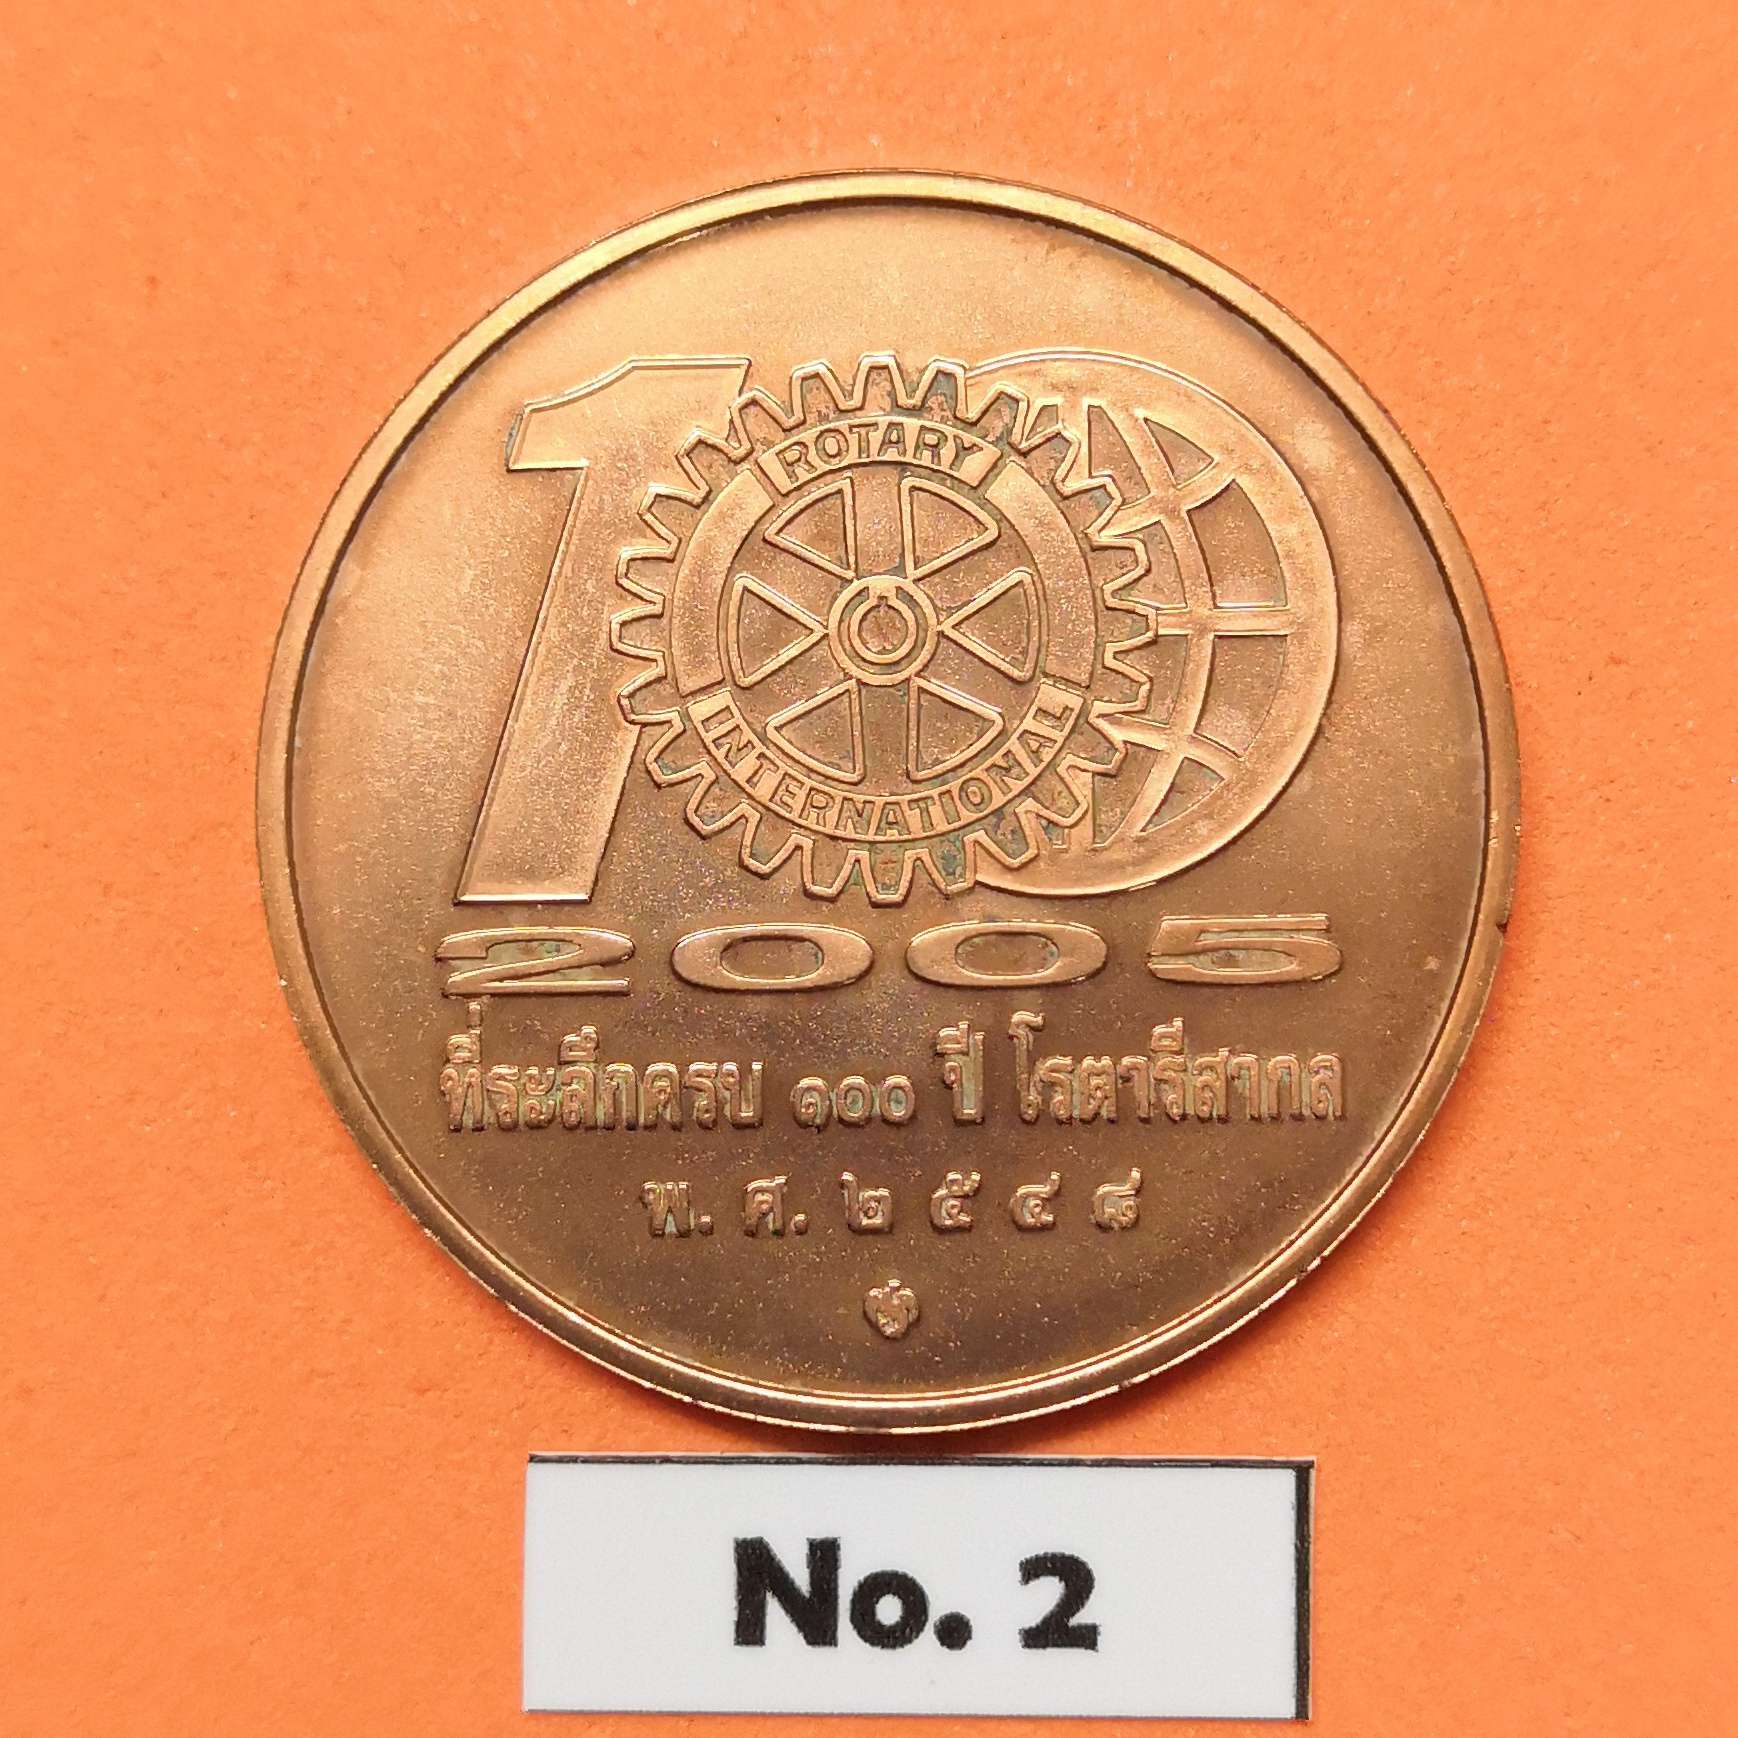 100
ROTARY
INTERNATIONAL
2005
ที่ระลึกครบ ๑๐๐ ปี โรตารีสากล
พ. ศ. ๒ ๕ ๔ ๘
No. 2